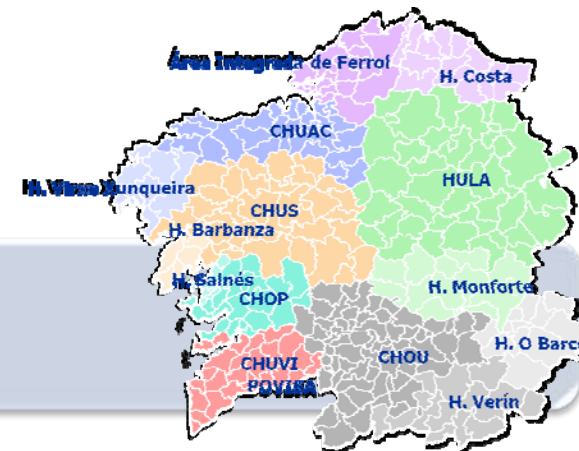 Área Integrada de Ferrol
H. Costa
CHUAC
HULA
H. Virxe Xunqueira
CHUS
H. Barbanza
H. Salnés
H. Monforte
CHOP
H. O Barco
CHOU
CHUVI
POVISA
H. Verín